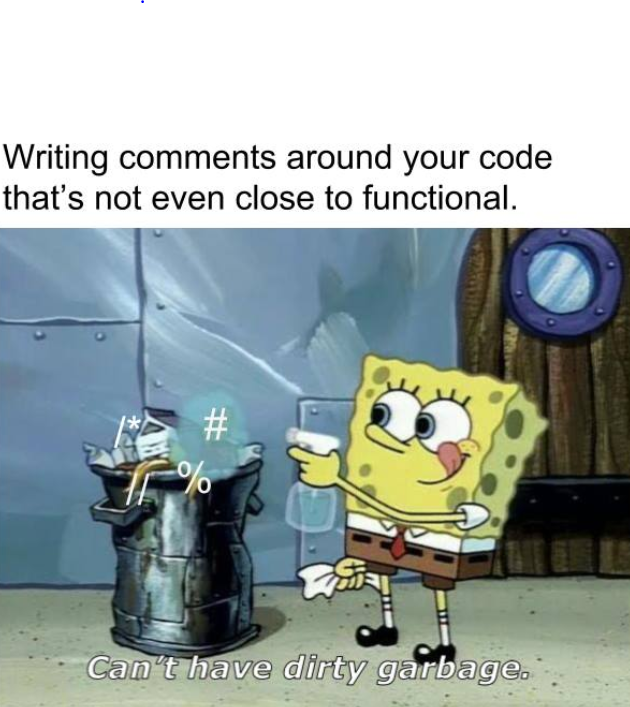 Writing comments around your code
that’s not even close to functional.
/* #
// %
Can't have dirty garbage.